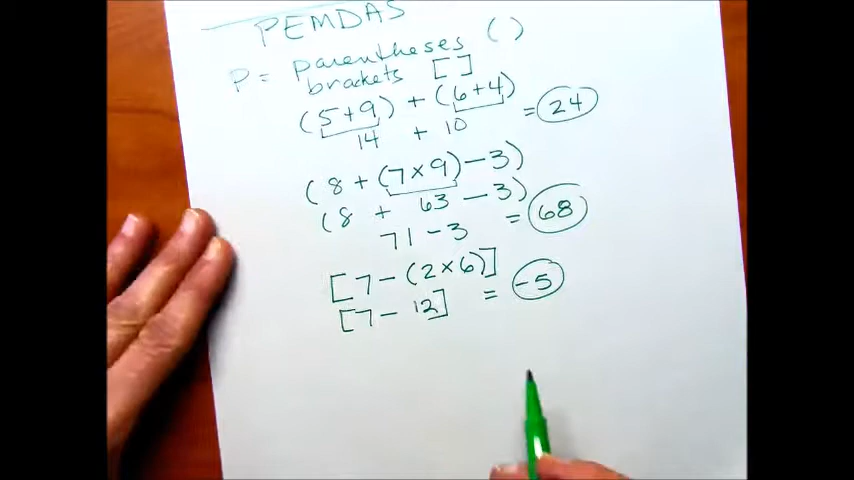 PEMDAS
P = parentheses ( )
brackets [ ]
(5+9) + (6+4)
14 + 10 = 24
(8 + (7 × 9) - 3)
(8 + 63 - 3)
71 - 3 = 68
[7 - (2 × 6)]
[7 - 12] = -5